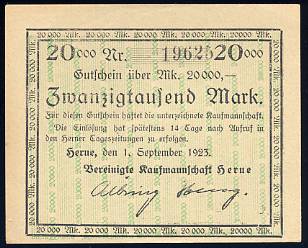 20000 Nr. 19625 20000
Gutschein über Mk. 20000,—
Zwanzigtausend Mark.
Für diesen Gutschein haftet die unterzeichnete Kaufmannschaft.
Die Einlösung hat spätestens 14 Tage nach Aufruf in
den Herner Tageszeitungen zu erfolgen.
Herne, den 1. September 1923.
Vereinigte Kaufmannschaft Herne